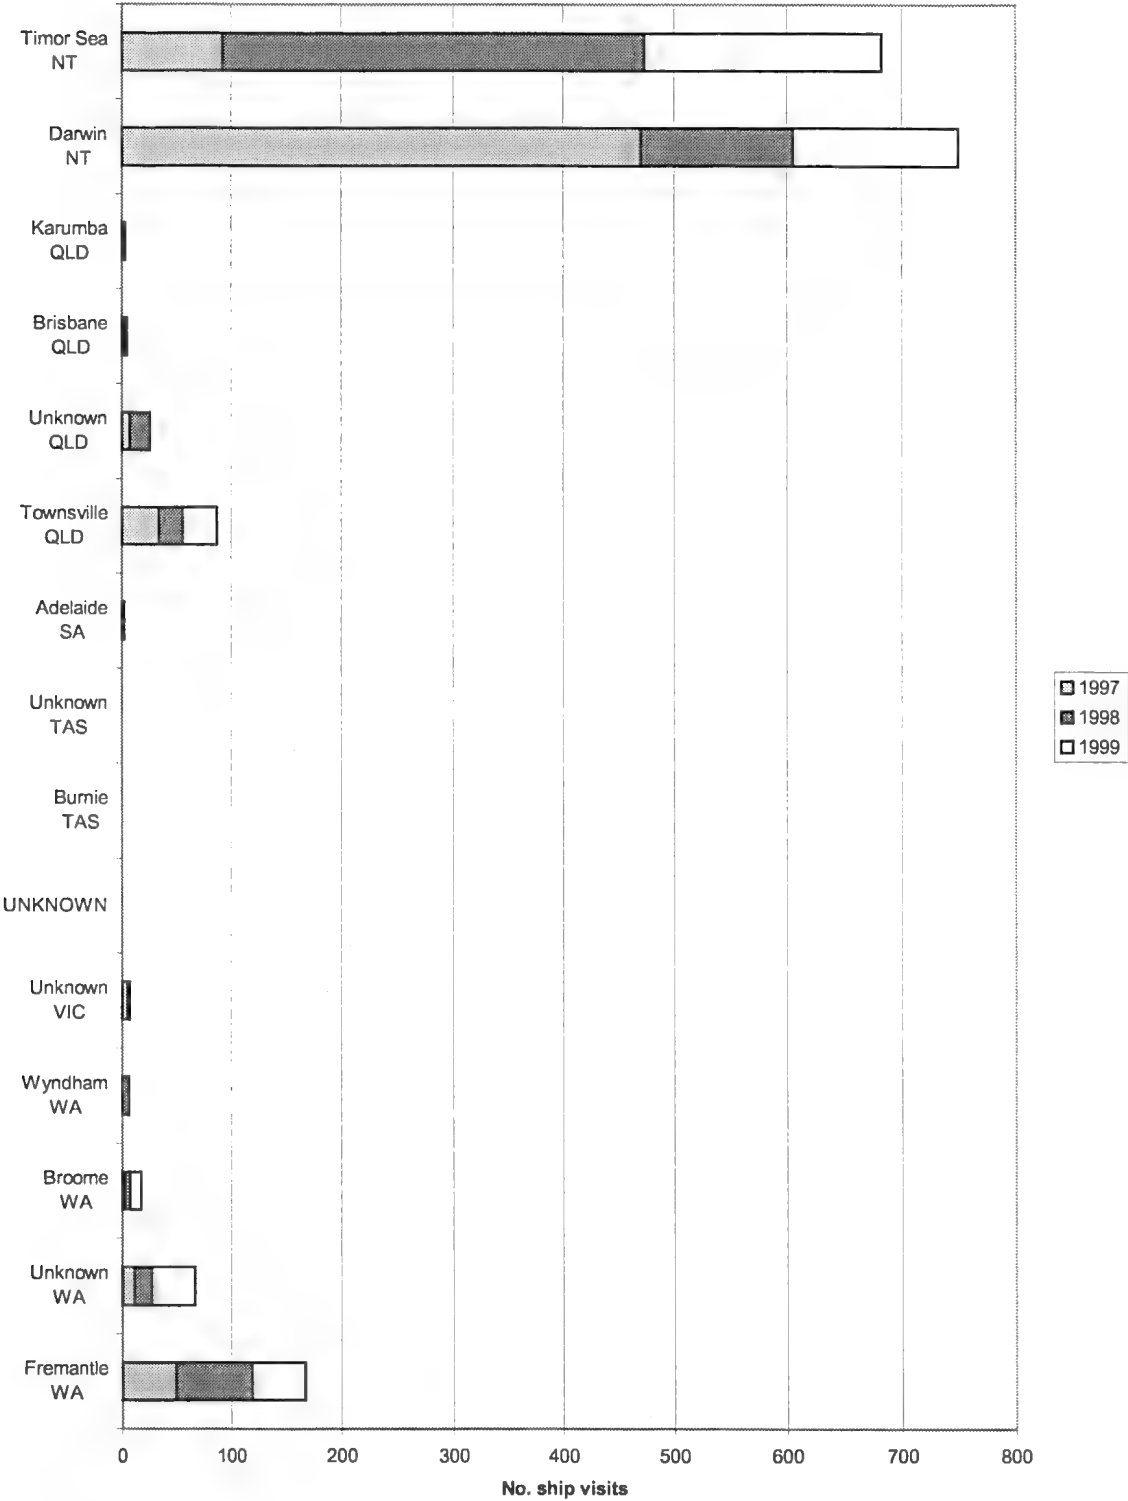 Timor Sea
NT
Darwin
NT
Karumba
QLD
Brisbane
QLD
Unknown
QLD
Townsville
QLD
Adelaide
SA
Unknown
TAS
Burnie
TAS
UNKNOWN
Unknown
VIC
Wyndham
WA
Broome
WA
Unknown
WA
Fremantle
WA
1997
1998
1999
0 100 200 300 400 500 600 700 800
No. ship visits